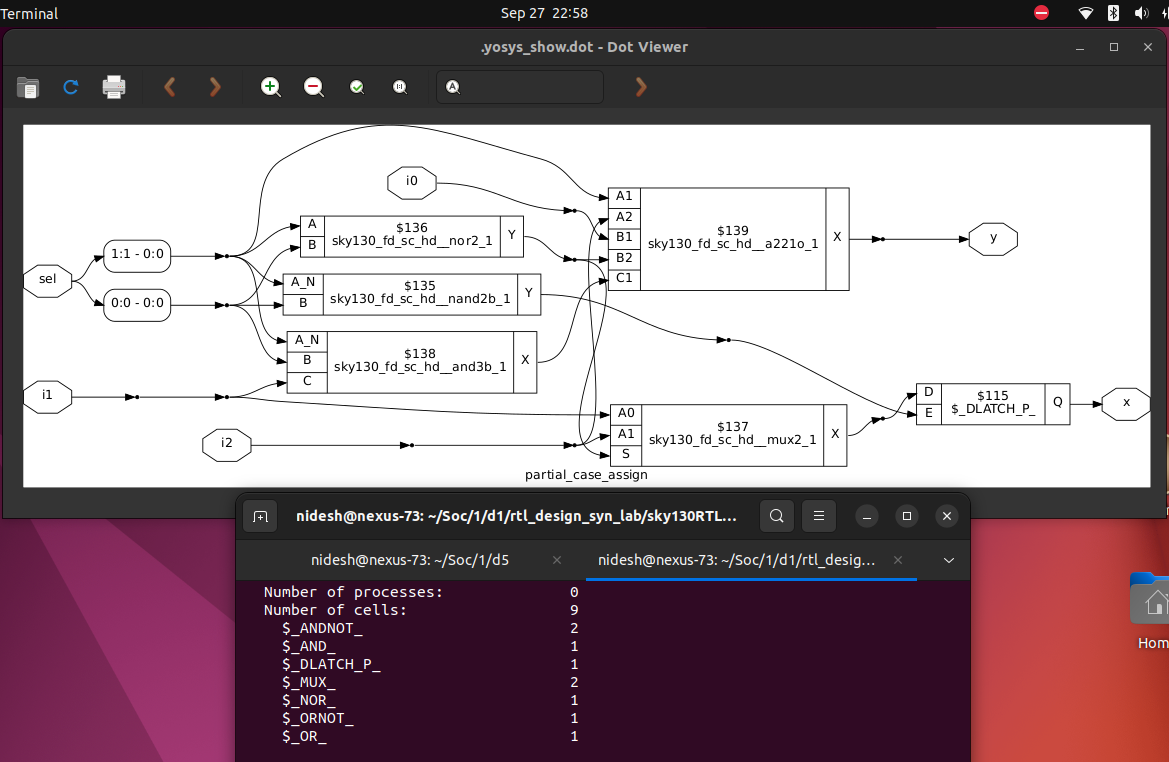 Terminal
Sep 27 22:58
.yosys_show.dot - Dot Viewer
i0
A1
A2
B1
B2
C1
$139
sky130_fd_sc_hd__a221o_1
X
y
A
B
$136
sky130_fd_sc_hd__nor2_1
Y
sel
1:1 - 0:0
0:0 - 0:0
A_N
B
$135
sky130_fd_sc_hd__nand2b_1
Y
A_N
B
C
$138
sky130_fd_sc_hd__and3b_1
X
i1
i2
A0
A1
S
$137
sky130_fd_sc_hd__mux2_1
X
D
E
$115
$_DLATCH_P_
Q
x
partial_case_assign
nidesh@nexus-73: ~/Soc/1/d1/rtl_design_syn_lab/sky130RTL...
nidesh@nexus-73: ~/Soc/1/d5
nidesh@nexus-73: ~/Soc/1/d1/rtl_desig...
Number of processes: 0
Number of cells: 9
$_ANDNOT_ 2
$_AND_ 1
$_DLATCH_P_ 1
$_MUX_ 2
$_NOR_ 1
$_ORNOT_ 1
$_OR_ 1
Hom